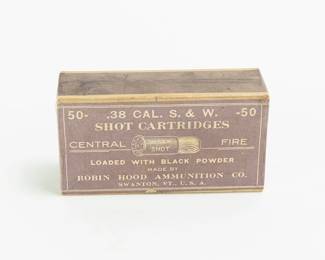 50- .38 CAL. S. & W. -50
SHOT CARTRIDGES
CENTRAL FIRE
SHOT
LOADED WITH BLACK POWDER
MADE BY
ROBIN HOOD AMMUNITION CO.
SWANTON, VT., U.S.A.